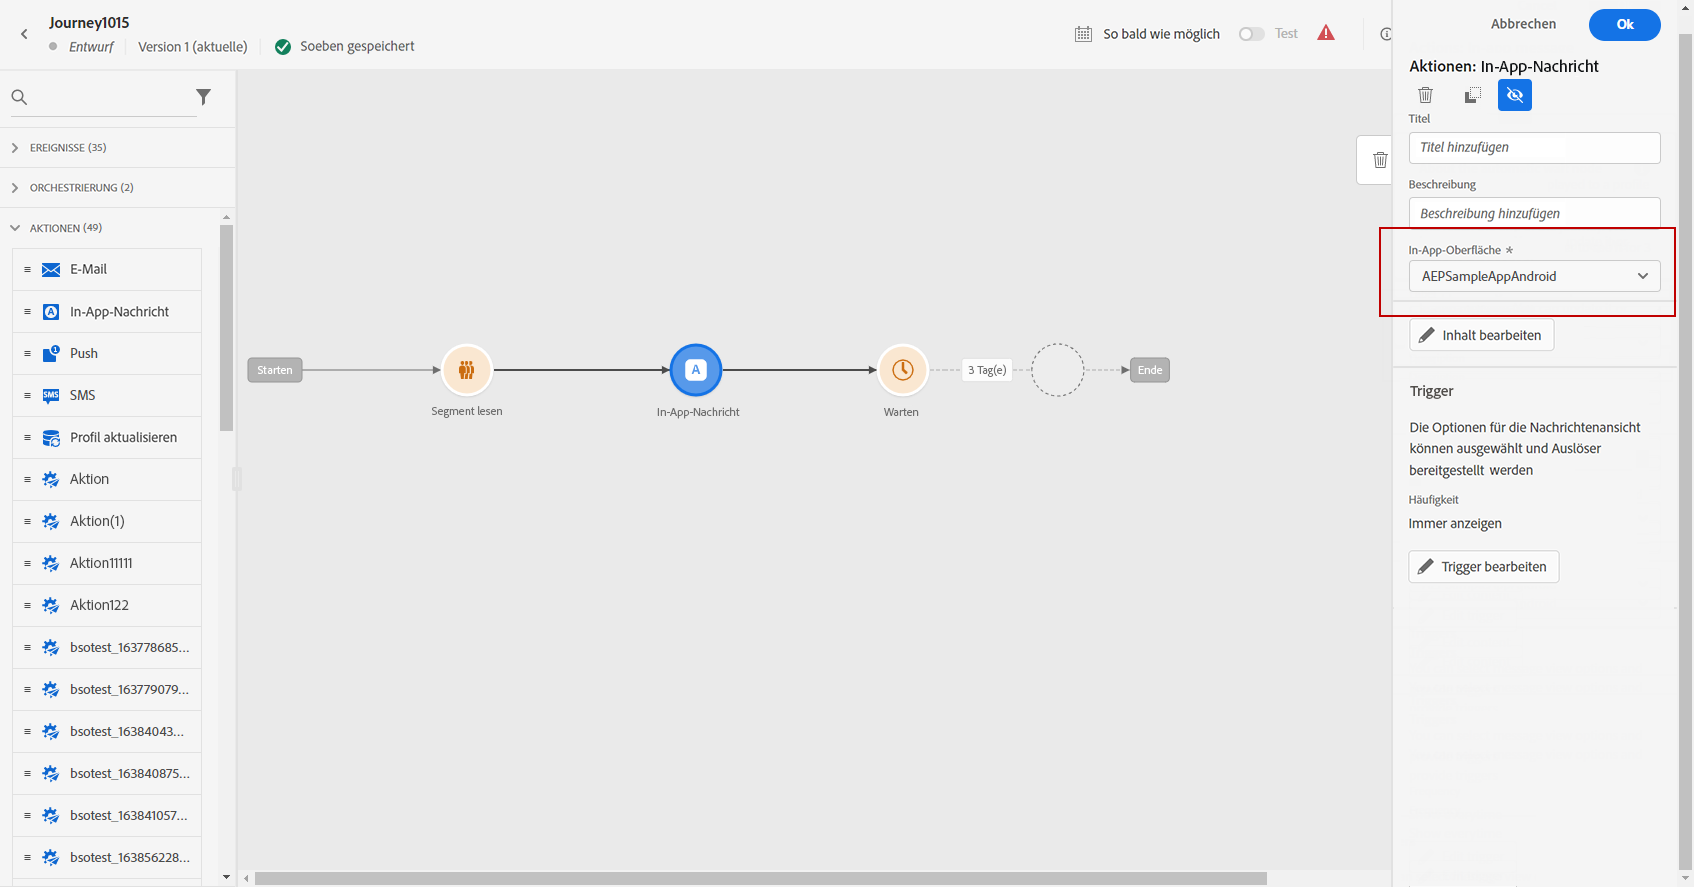 Journey1015
Entwurf
Version 1 (aktuelle)
Soeben gespeichert
So bald wie möglich
Test
Abbrechen
Ok
EREIGNISSE (35)
ORCHESTRIERUNG (2)
AKTIONEN (49)
E-Mail
In-App-Nachricht
Push
SMS
Profil aktualisieren
Aktion
Aktion(1)
Aktion11111
Aktion122
bsotest_163778685...
bsotest_163779079...
bsotest_16384043...
bsotest_163840875...
bsotest_163841057...
bsotest_163856228...
Starten
Segment lesen
A
In-App-Nachricht
Warten
3 Tag(e)
Ende
Aktionen: In-App-Nachricht
Titel
Titel hinzufügen
Beschreibung
Beschreibung hinzufügen
In-App-Oberfläche *
AEPSampleAppAndroid
Inhalt bearbeiten
Trigger
Die Optionen für die Nachrichtenansicht
können ausgewählt und Auslöser
bereitgestellt werden
Häufigkeit
Immer anzeigen
Trigger bearbeiten